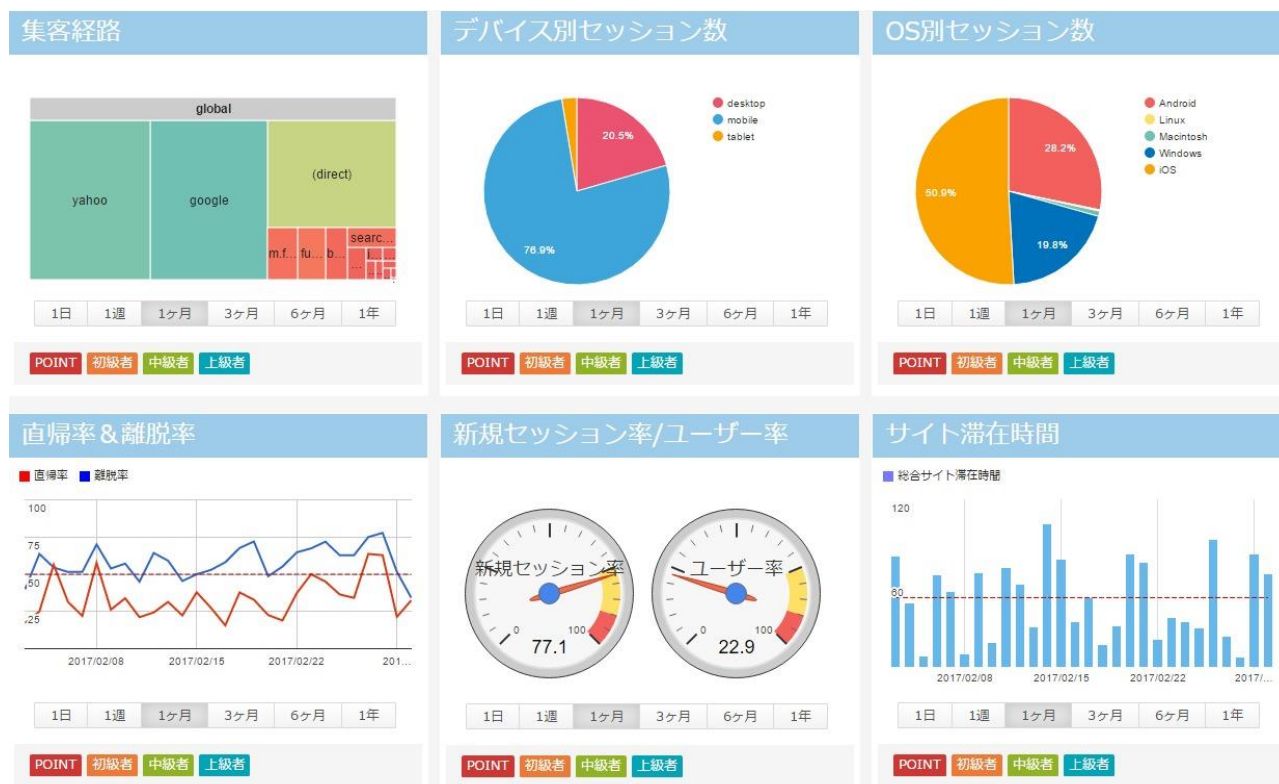 集客経路
global
yahoo
google
(direct)
m.f...
fu...
b...
searc...
...
i...
1日 1週 1ヶ月 3ヶ月 6ヶ月 1年
POINT 初級者 中級者 上級者
デバイス別セッション数
desktop
mobile
tablet
20.5%
76.9%
1日 1週 1ヶ月 3ヶ月 6ヶ月 1年
POINT 初級者 中級者 上級者
OS別セッション数
Android
Linux
Macintosh
Windows
iOS
28.2%
50.9%
19.8%
1日 1週 1ヶ月 3ヶ月 6ヶ月 1年
POINT 初級者 中級者 上級者
直帰率&離脱率
直帰率 離脱率
100
75
50
25
2017/02/08 2017/02/15 2017/02/22 201...
1日 1週 1ヶ月 3ヶ月 6ヶ月 1年
POINT 初級者 中級者 上級者
新規セッション率/ユーザー率
新規セッション率
0 100
77.1
ユーザー率
0 100
22.9
1日 1週 1ヶ月 3ヶ月 6ヶ月 1年
POINT 初級者 中級者 上級者
サイト滞在時間
総合サイト滞在時間
120
60
2017/02/08 2017/02/15 2017/02/22 2017/...
1日 1週 1ヶ月 3ヶ月 6ヶ月 1年
POINT 初級者 中級者 上級者